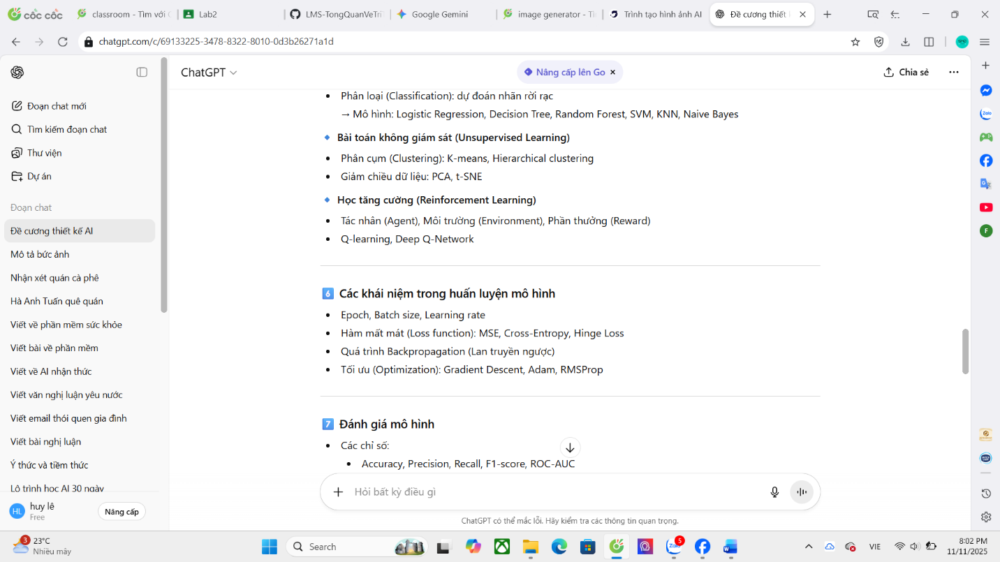 cốc cốc
classroom - Tìm với C
Lab2
LMS-TongQuanVeTri
Google Gemini
image generator - Tì
Trình tạo hình ảnh AI
Đề cương thiết
chatgpt.com/c/69133225-3478-8322-8010-0d3b26271a1d
ChatGPT
Nâng cấp lên Go
Chia sẻ
Đoạn chat mới
Tìm kiếm đoạn chat
Thư viện
Dự án
Đoạn chat
Đề cương thiết kế AI
Mô tả bức ảnh
Nhận xét quán cà phê
Hà Anh Tuấn quê quán
Viết về phần mềm sức khỏe
Viết bài về phần mềm
Viết về AI nhận thức
Viết văn nghị luận yêu nước
Viết email thói quen gia đình
Viết bài nghị luận
Ý thức và tiềm thức
Lộ trình học AI 30 ngày
HL
huy lê
Free
Nâng cấp
Phân loại (Classification): dự đoán nhãn rời rạc
→ Mô hình: Logistic Regression, Decision Tree, Random Forest, SVM, KNN, Naive Bayes
Bài toán không giám sát (Unsupervised Learning)
Phân cụm (Clustering): K-means, Hierarchical clustering
Giảm chiều dữ liệu: PCA, t-SNE
Học tăng cường (Reinforcement Learning)
Tác nhân (Agent), Môi trường (Environment), Phần thưởng (Reward)
Q-learning, Deep Q-Network
6 Các khái niệm trong huấn luyện mô hình
Epoch, Batch size, Learning rate
Hàm mất mát (Loss function): MSE, Cross-Entropy, Hinge Loss
Quá trình Backpropagation (Lan truyền ngược)
Tối ưu (Optimization): Gradient Descent, Adam, RMSProp
7 Đánh giá mô hình
Các chỉ số:
Accuracy, Precision, Recall, F1-score, ROC-AUC
Hỏi bất kỳ điều gì
ChatGPT có thể mắc lỗi. Hãy kiểm tra các thông tin quan trọng.
Zalo
F
3
23°C
Nhiều mây
Search
Zalo
5
VIE
8:02 PM
11/11/2025